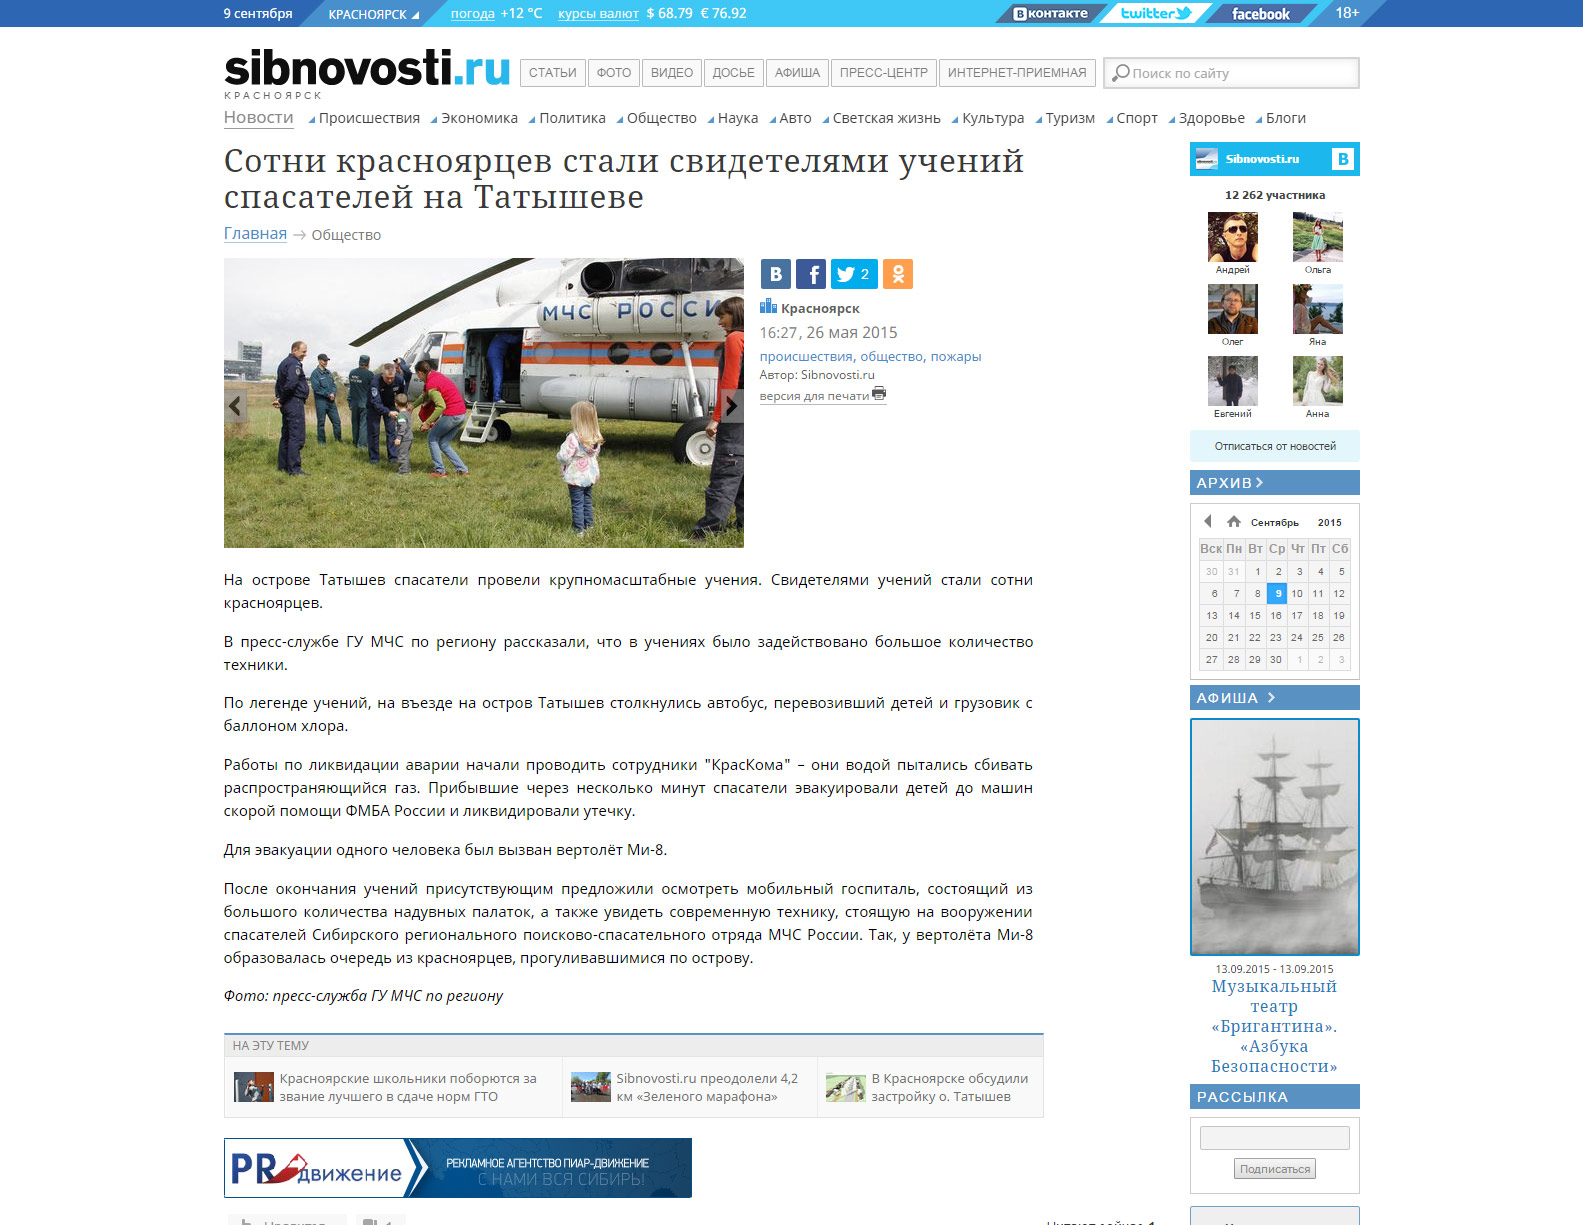 9 сентября
КРАСНОЯРСК
погода +12 °C
курсы валют $ 68.79 € 76.92
вконтакте
twitter
facebook
18+
sibnovosti.ru
КРАСНОЯРСК
СТАТЬИ
ФОТО
ВИДЕО
ДОСЬЕ
АФИША
ПРЕСС-ЦЕНТР
ИНТЕРНЕТ-ПРИЕМНАЯ
Поиск по сайту
Новости
Происшествия
Экономика
Политика
Общество
Наука
Авто
Светская жизнь
Культура
Туризм
Спорт
Здоровье
Блоги
Сотни красноярцев стали свидетелями учений
спасателей на Татышеве
Главная → Общество
МЧС РОССИ
2
Красноярск
16:27, 26 мая 2015
происшествия, общество, пожары
Автор: Sibnovosti.ru
версия для печати
На острове Татышев спасатели провели крупномасштабные учения. Свидетелями учений стали сотни
красноярцев.
В пресс-службе ГУ МЧС по региону рассказали, что в учениях было задействовано большое количество
техники.
По легенде учений, на въезде на остров Татышев столкнулись автобус, перевозивший детей и грузовик с
баллоном хлора.
Работы по ликвидации аварии начали проводить сотрудники "КрасКома" – они водой пытались сбивать
распространяющийся газ. Прибывшие через несколько минут спасатели эвакуировали детей до машин
скорой помощи ФМБА России и ликвидировали утечку.
Для эвакуации одного человека был вызван вертолёт Ми-8.
После окончания учений присутствующим предложили осмотреть мобильный госпиталь, состоящий из
большого количества надувных палаток, а также увидеть современную технику, стоящую на вооружении
спасателей Сибирского регионального поисково-спасательного отряда МЧС России. Так, у вертолёта Ми-8
образовалась очередь из красноярцев, прогуливавшимися по острову.
Фото: пресс-служба ГУ МЧС по региону
НА ЭТУ ТЕМУ
Красноярские школьники поборются за
звание лучшего в сдаче норм ГТО
Sibnovosti.ru преодолели 4,2
км «Зеленого марафона»
В Красноярске обсудили
застройку о. Татышев
PR движение
РЕКЛАМНОЕ АГЕНТСТВО ПИАР-ДВИЖЕНИЕ
С НАМИ ВСЯ СИБИРЬ!
Sibnovosti.ru
12 262 участника
Андрей
Ольга
Олег
Яна
Евгений
Анна
Отписаться от новостей
АРХИВ
Сентябрь 2015
Вск Пн Вт Ср Чт Пт Сб
30 31 1 2 3 4 5
6 7 8 9 10 11 12
13 14 15 16 17 18 19
20 21 22 23 24 25 26
27 28 29 30 1 2 3
АФИША
13.09.2015 - 13.09.2015
Музыкальный
театр
«Бригантина».
«Азбука
Безопасности»
РАССЫЛКА
Подписаться